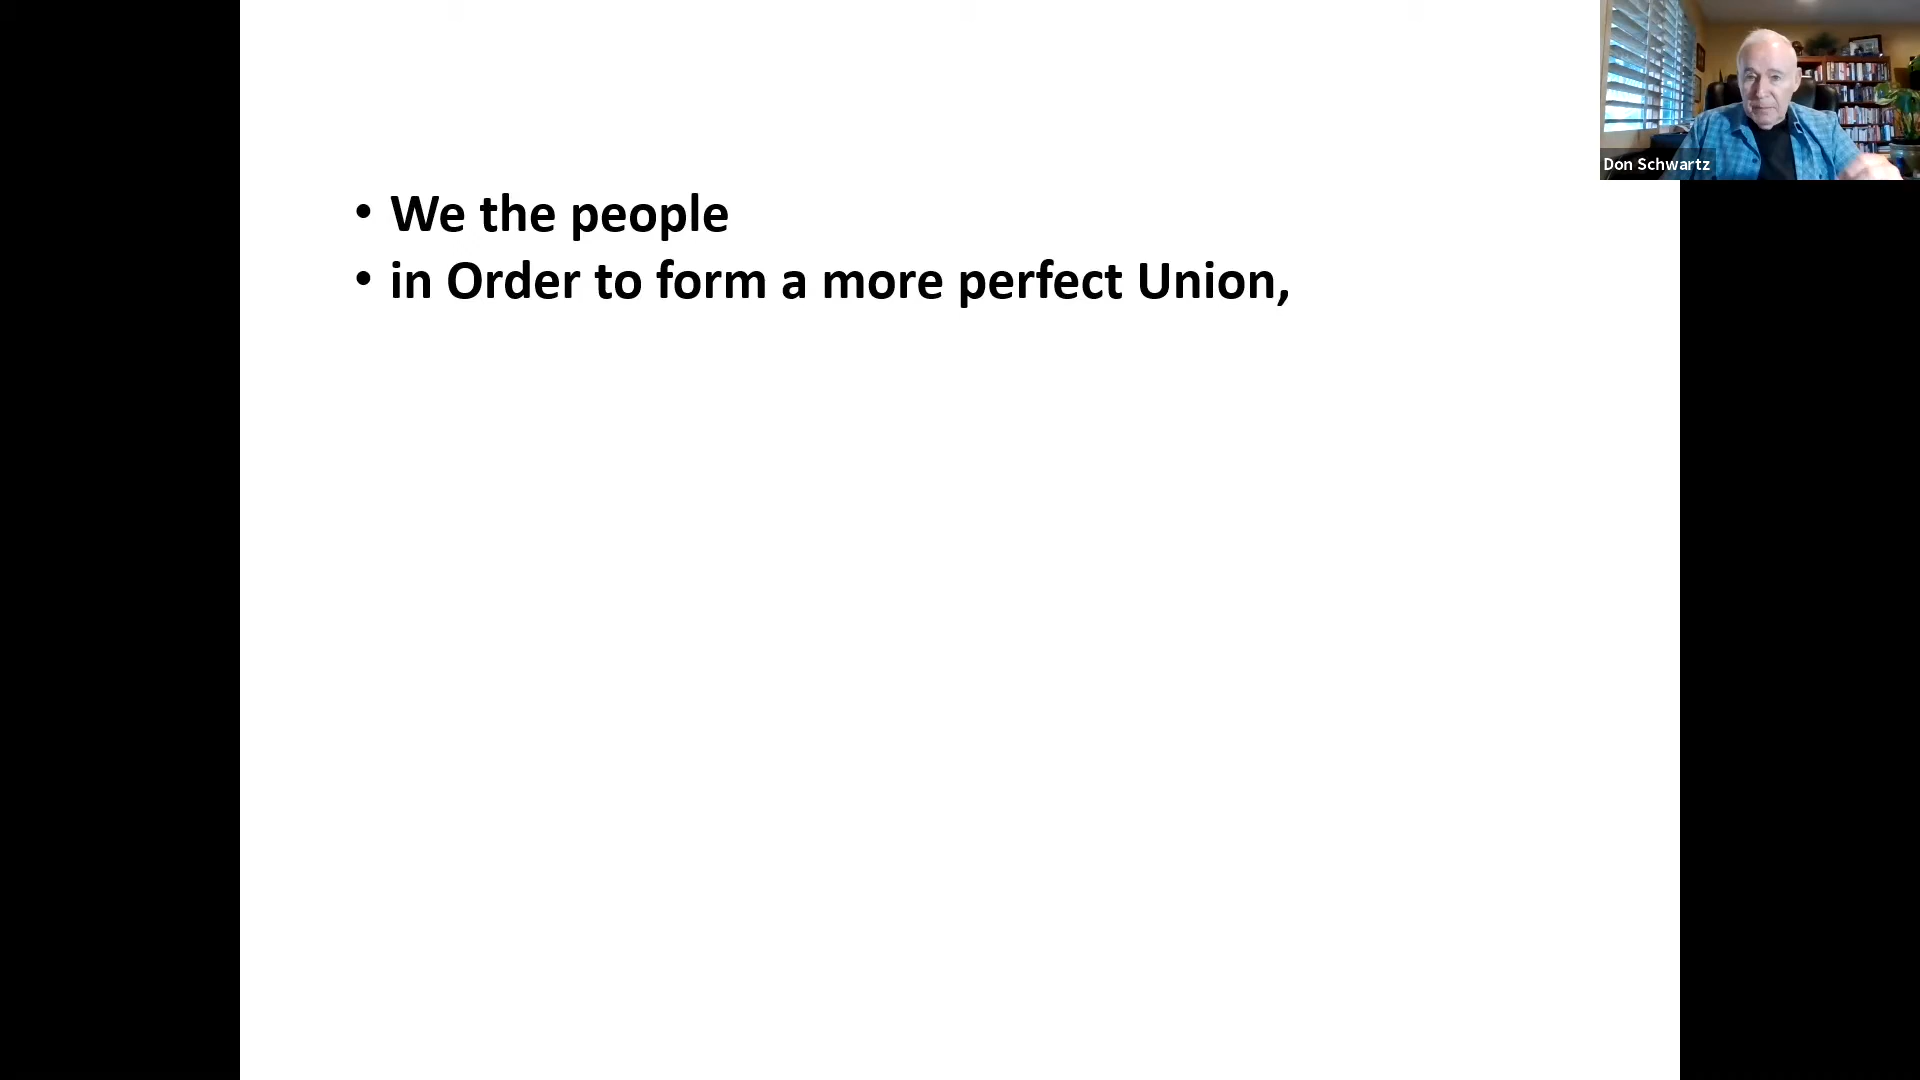 • We the people
• in Order to form a more perfect Union,
Don Schwartz